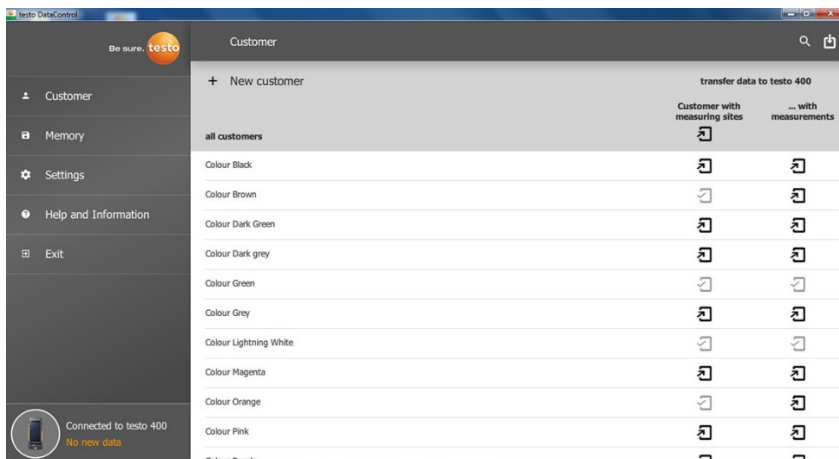 testo DataControl
Be sure. testo
Customer
Memory
Settings
Help and Information
Exit
Connected to testo 400
No new data
Customer
+ New customer
transfer data to testo 400
Customer with
measuring sites
... with
measurements
all customers
Colour Black
Colour Brown
Colour Dark Green
Colour Dark grey
Colour Green
Colour Grey
Colour Lightning White
Colour Magenta
Colour Orange
Colour Pink